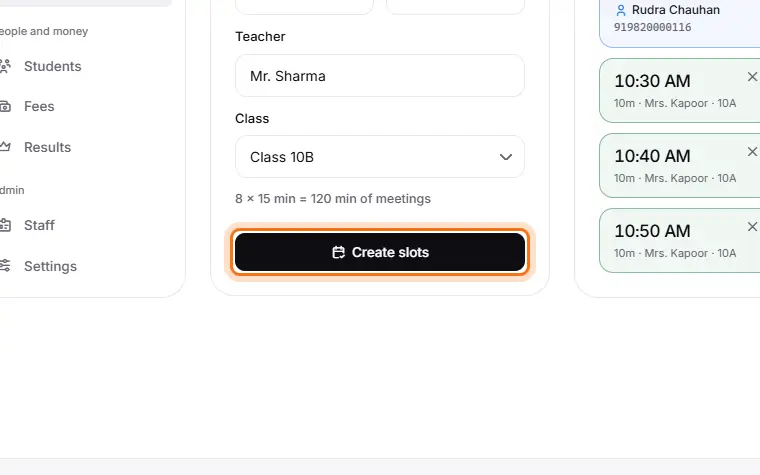 eople and money
Students
Fees
Results
dmin
Staff
Settings
Teacher
Mr. Sharma
Class
Class 10B
8 × 15 min = 120 min of meetings
Create slots
Rudra Chauhan
919820000116
10:30 AM
10m · Mrs. Kapoor · 10A
10:40 AM
10m · Mrs. Kapoor · 10A
10:50 AM
10m · Mrs. Kapoor · 10A